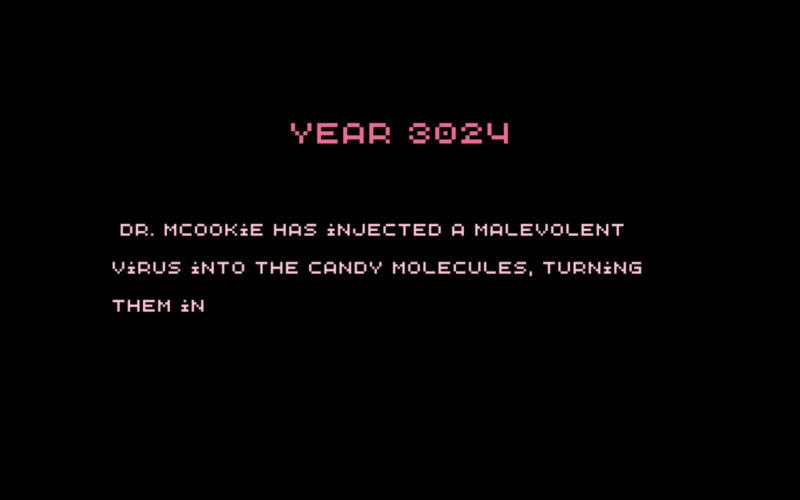 YEAR 3024
DR. MCOOKiE HAS iNJECTED A MALEVOLENT
ViRUS iNTO THE CANDY MOLECULES, TURNiNG
THEM iN